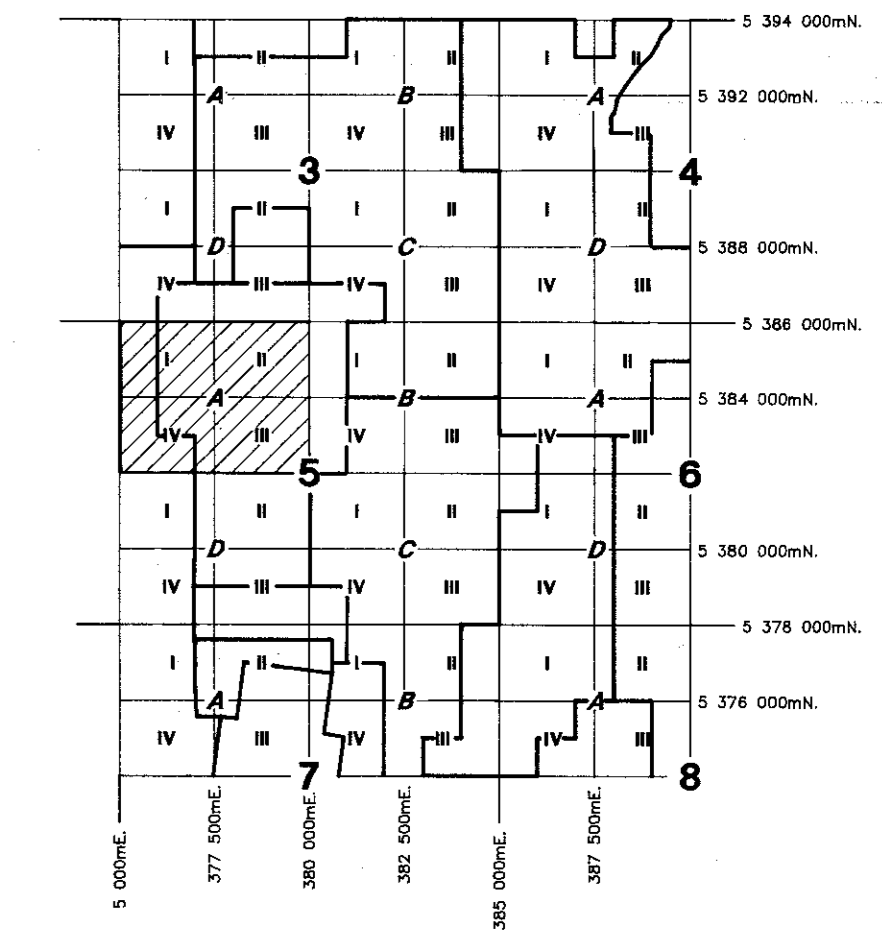 5 394 000mN.
I II I II I II
A B A 5 392 000mN.
IV III IV III IV III
3 4
I II I II I II
D C D 5 388 000mN.
IV III IV III IV III
5 386 000mN.
I II I II I II
A B A 5 384 000mN.
IV III IV III IV III
5 6
I II I II I II
D C D 5 380 000mN.
IV III IV III IV III
5 378 000mN.
I II I II I II
A B A 5 376 000mN.
IV III IV III IV III
7 8
5 000mE.
377 500mE.
380 000mE.
382 500mE.
385 000mE.
387 500mE.